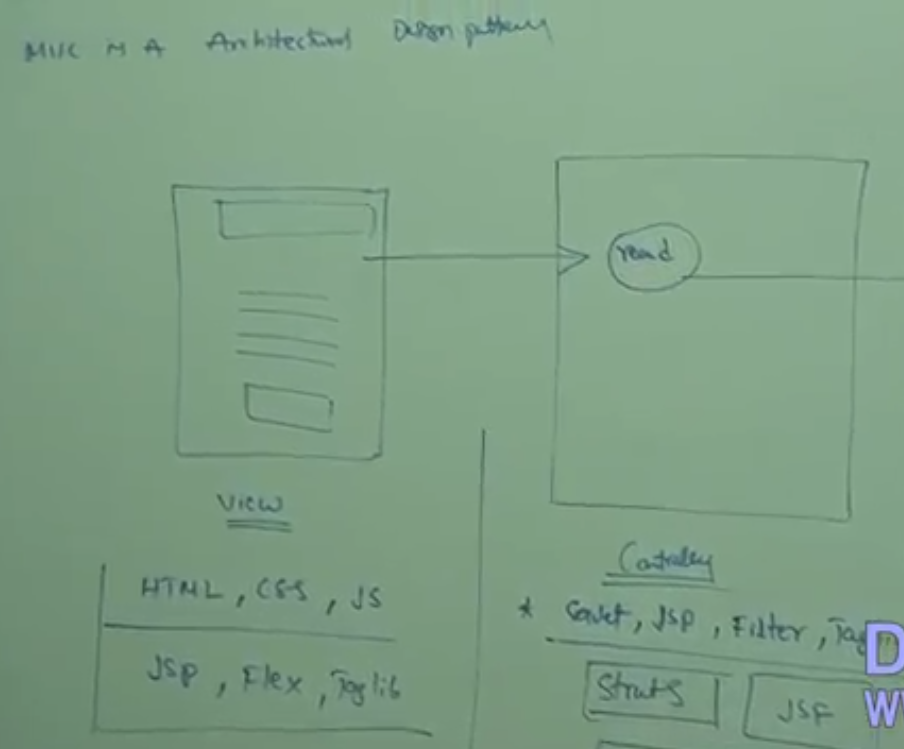 MVC is A Architectural Design pattern
read
View
HTML, CSS, JS
JSP, Flex, Taglib
Controller
* Servlet, JSP, Filter, Tag
Struts
JSF
D
W